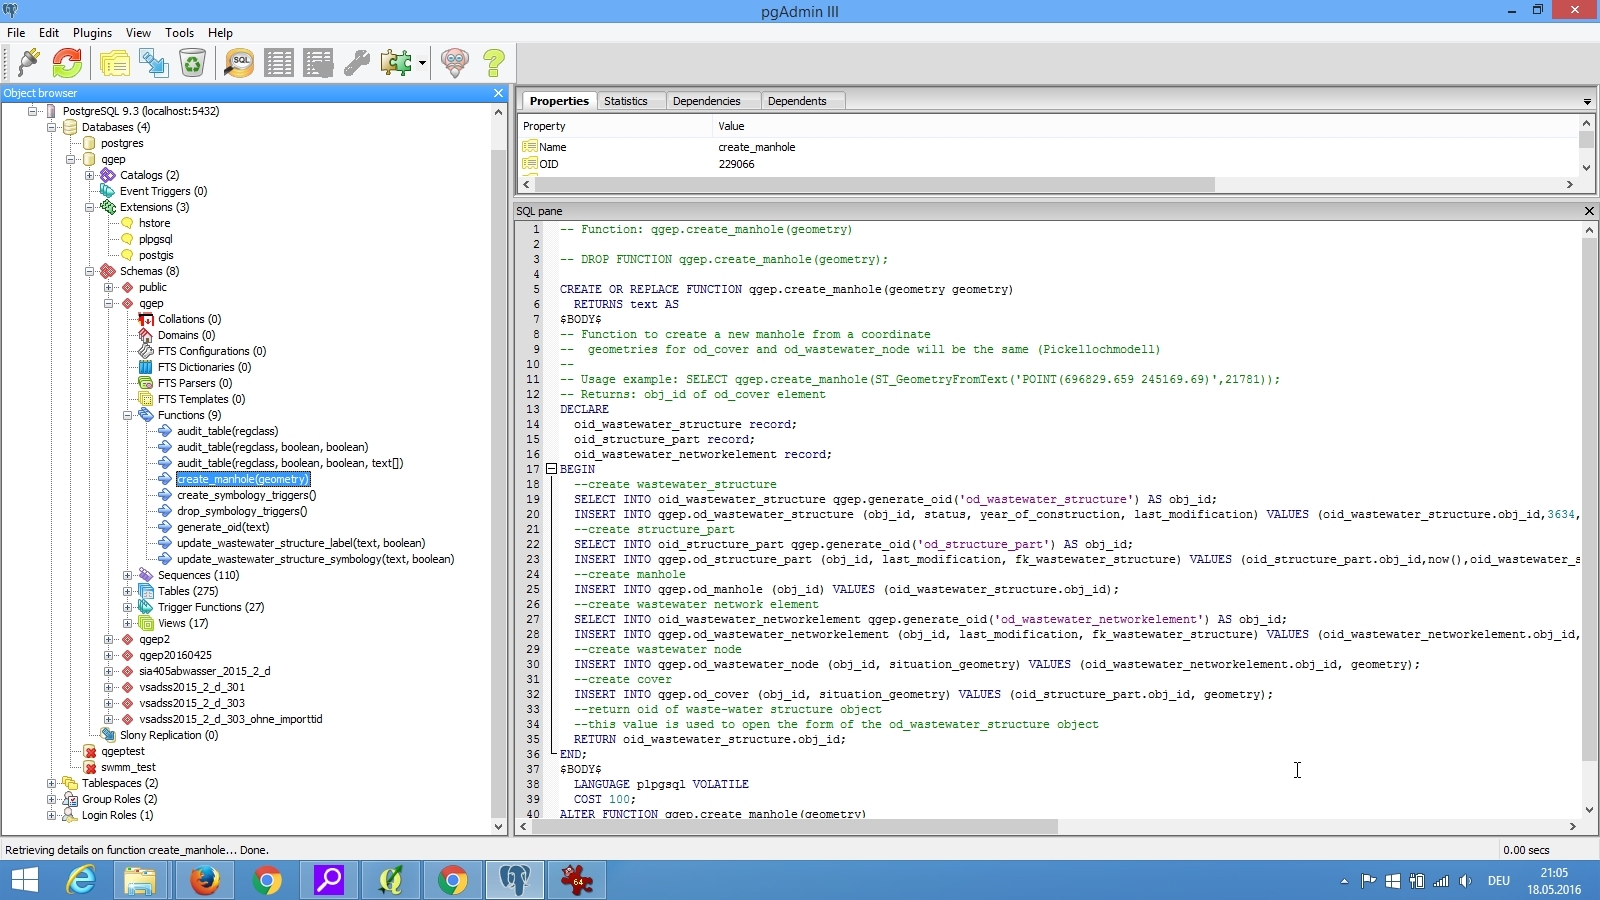 pgAdmin III
File Edit Plugins View Tools Help
SQL
Object browser
PostgreSQL 9.3 (localhost:5432)
Databases (4)
postgres
qgep
Catalogs (2)
Event Triggers (0)
Extensions (3)
hstore
plpgsql
postgis
Schemas (8)
public
qgep
Collations (0)
Domains (0)
FTS Configurations (0)
FTS Dictionaries (0)
FTS Parsers (0)
FTS Templates (0)
Functions (9)
audit_table(regclass)
audit_table(regclass, boolean, boolean)
audit_table(regclass, boolean, boolean, text[])
create_manhole(geometry)
create_symbology_triggers()
drop_symbology_triggers()
generate_oid(text)
update_wastewater_structure_label(text, boolean)
update_wastewater_structure_symbology(text, boolean)
Sequences (110)
Tables (275)
Trigger Functions (27)
Views (17)
qgep2
qgep20160425
sia405abwasser_2015_2_d
vsadss2015_2_d_301
vsadss2015_2_d_303
vsadss2015_2_d_303_ohne_importtid
Slony Replication (0)
qgeptest
swmm_test
Tablespaces (2)
Group Roles (2)
Login Roles (1)
Properties Statistics Dependencies Dependents
Property Value
Name create_manhole
OID 229066
SQL pane
1 -- Function: qgep.create_manhole(geometry)
2
3 -- DROP FUNCTION qgep.create_manhole(geometry);
4
5 CREATE OR REPLACE FUNCTION qgep.create_manhole(geometry geometry)
6 RETURNS text AS
7 $BODY$
8 -- Function to create a new manhole from a coordinate
9 -- geometries for od_cover and od_wastewater_node will be the same (Pickellochmodell)
10 --
11 -- Usage example: SELECT qgep.create_manhole(ST_GeometryFromText('POINT(696829.659 245169.69)',21781));
12 -- Returns: obj_id of od_cover element
13 DECLARE
14 oid_wastewater_structure record;
15 oid_structure_part record;
16 oid_wastewater_networkelement record;
17 BEGIN
18 --create wastewater_structure
19 SELECT INTO oid_wastewater_structure qgep.generate_oid('od_wastewater_structure') AS obj_id;
20 INSERT INTO qgep.od_wastewater_structure (obj_id, status, year_of_construction, last_modification) VALUES (oid_wastewater_structure.obj_id,3634,
21 --create structure_part
22 SELECT INTO oid_structure_part qgep.generate_oid('od_structure_part') AS obj_id;
23 INSERT INTO qgep.od_structure_part (obj_id, last_modification, fk_wastewater_structure) VALUES (oid_structure_part.obj_id,now(),oid_wastewater_s
24 --create manhole
25 INSERT INTO qgep.od_manhole (obj_id) VALUES (oid_wastewater_structure.obj_id);
26 --create wastewater network element
27 SELECT INTO oid_wastewater_networkelement qgep.generate_oid('od_wastewater_networkelement') AS obj_id;
28 INSERT INTO qgep.od_wastewater_networkelement (obj_id, last_modification, fk_wastewater_structure) VALUES (oid_wastewater_networkelement.obj_id,
29 --create wastewater node
30 INSERT INTO qgep.od_wastewater_node (obj_id, situation_geometry) VALUES (oid_wastewater_networkelement.obj_id, geometry);
31 --create cover
32 INSERT INTO qgep.od_cover (obj_id, situation_geometry) VALUES (oid_structure_part.obj_id, geometry);
33 --return oid of waste-water structure object
34 --this value is used to open the form of the od_wastewater_structure object
35 RETURN oid_wastewater_structure.obj_id;
36 END;
37 $BODY$
38 LANGUAGE plpgsql VOLATILE
39 COST 100;
40 ALTER FUNCTION qgep.create_manhole(geometry)
Retrieving details on function create_manhole... Done. 0.00 secs
64
DEU
21:05
18.05.2016